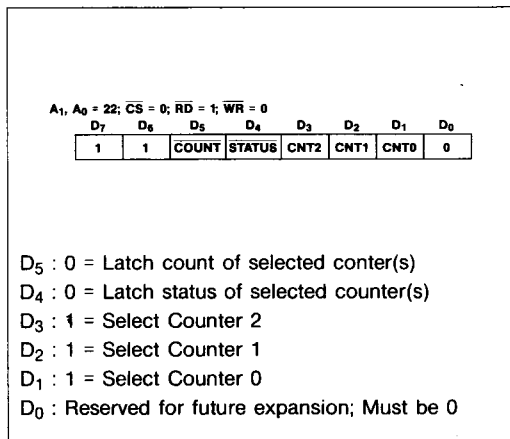 A1, A0 = 22; CS = 0; RD = 1; WR = 0
D7 D6 D5 D4 D3 D2 D1 D0
1 1 COUNT STATUS CNT2 CNT1 CNT0 0
D5 : 0 = Latch count of selected conter(s)
D4 : 0 = Latch status of selected counter(s)
D3 : 1 = Select Counter 2
D2 : 1 = Select Counter 1
D1 : 1 = Select Counter 0
D0 : Reserved for future expansion; Must be 0